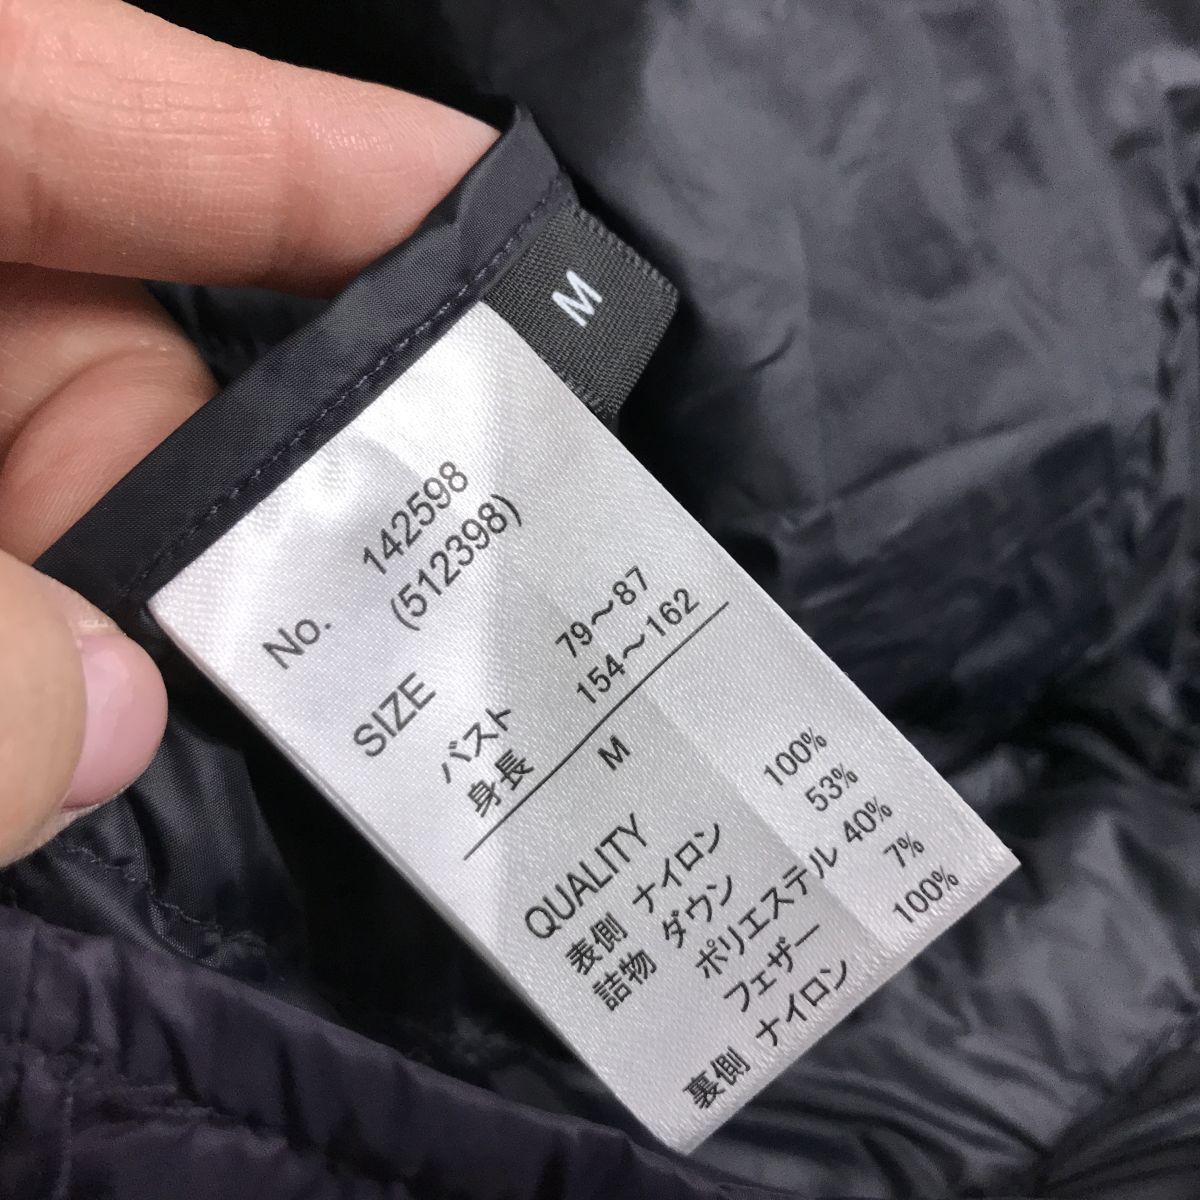 M
No. 142598
(512398)
SIZE
バスト 79～87
身長 154～162
M
QUALITY
表側 ナイロン 100%
詰物 ダウン 53%
ポリエステル 40%
フェザー 7%
裏側 ナイロン 100%